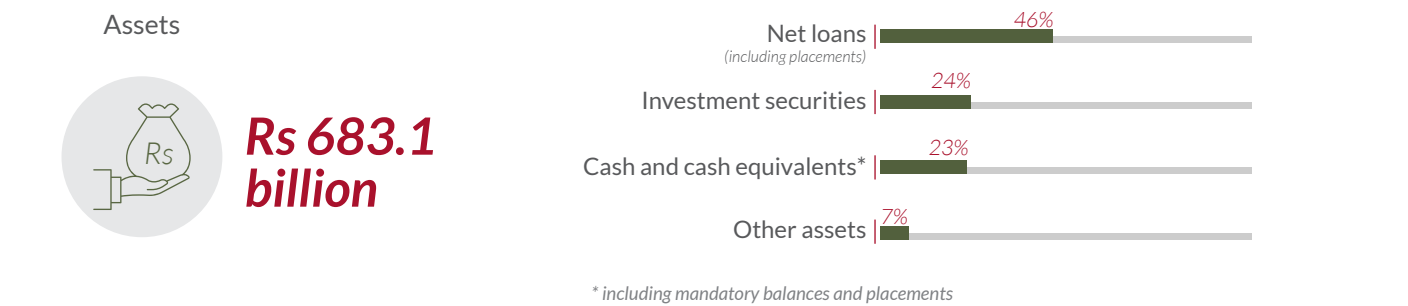 Assets
Rs
Rs 683.1
billion
46%
Net loans
(including placements)
24%
Investment securities
23%
Cash and cash equivalents*
7%
Other assets
* including mandatory balances and placements